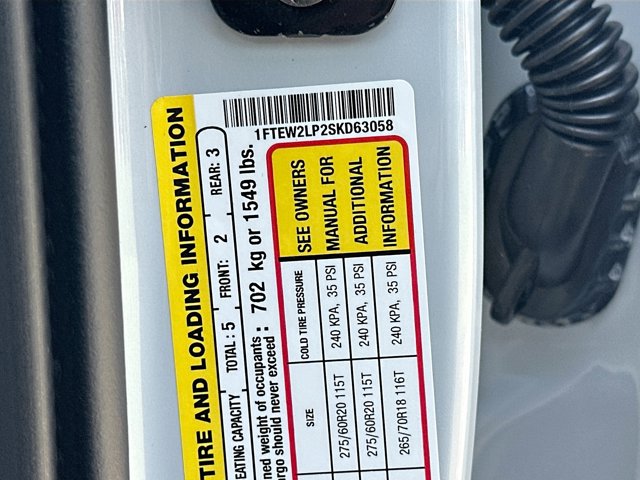 1FTEW2LP2SKD63058
TIRE AND LOADING INFORMATION
EATING CAPACITY TOTAL: 5 FRONT: 2 REAR: 3
ned weight of occupants
rgo should never exceed: 702 kg or 1549 lbs.
SIZE COLD TIRE PRESSURE
275/60R20 115T 240 KPA, 35 PSI
275/60R20 115T 240 KPA, 35 PSI
265/70R18 116T 240 KPA, 35 PSI
SEE OWNERS
MANUAL FOR
ADDITIONAL
INFORMATION